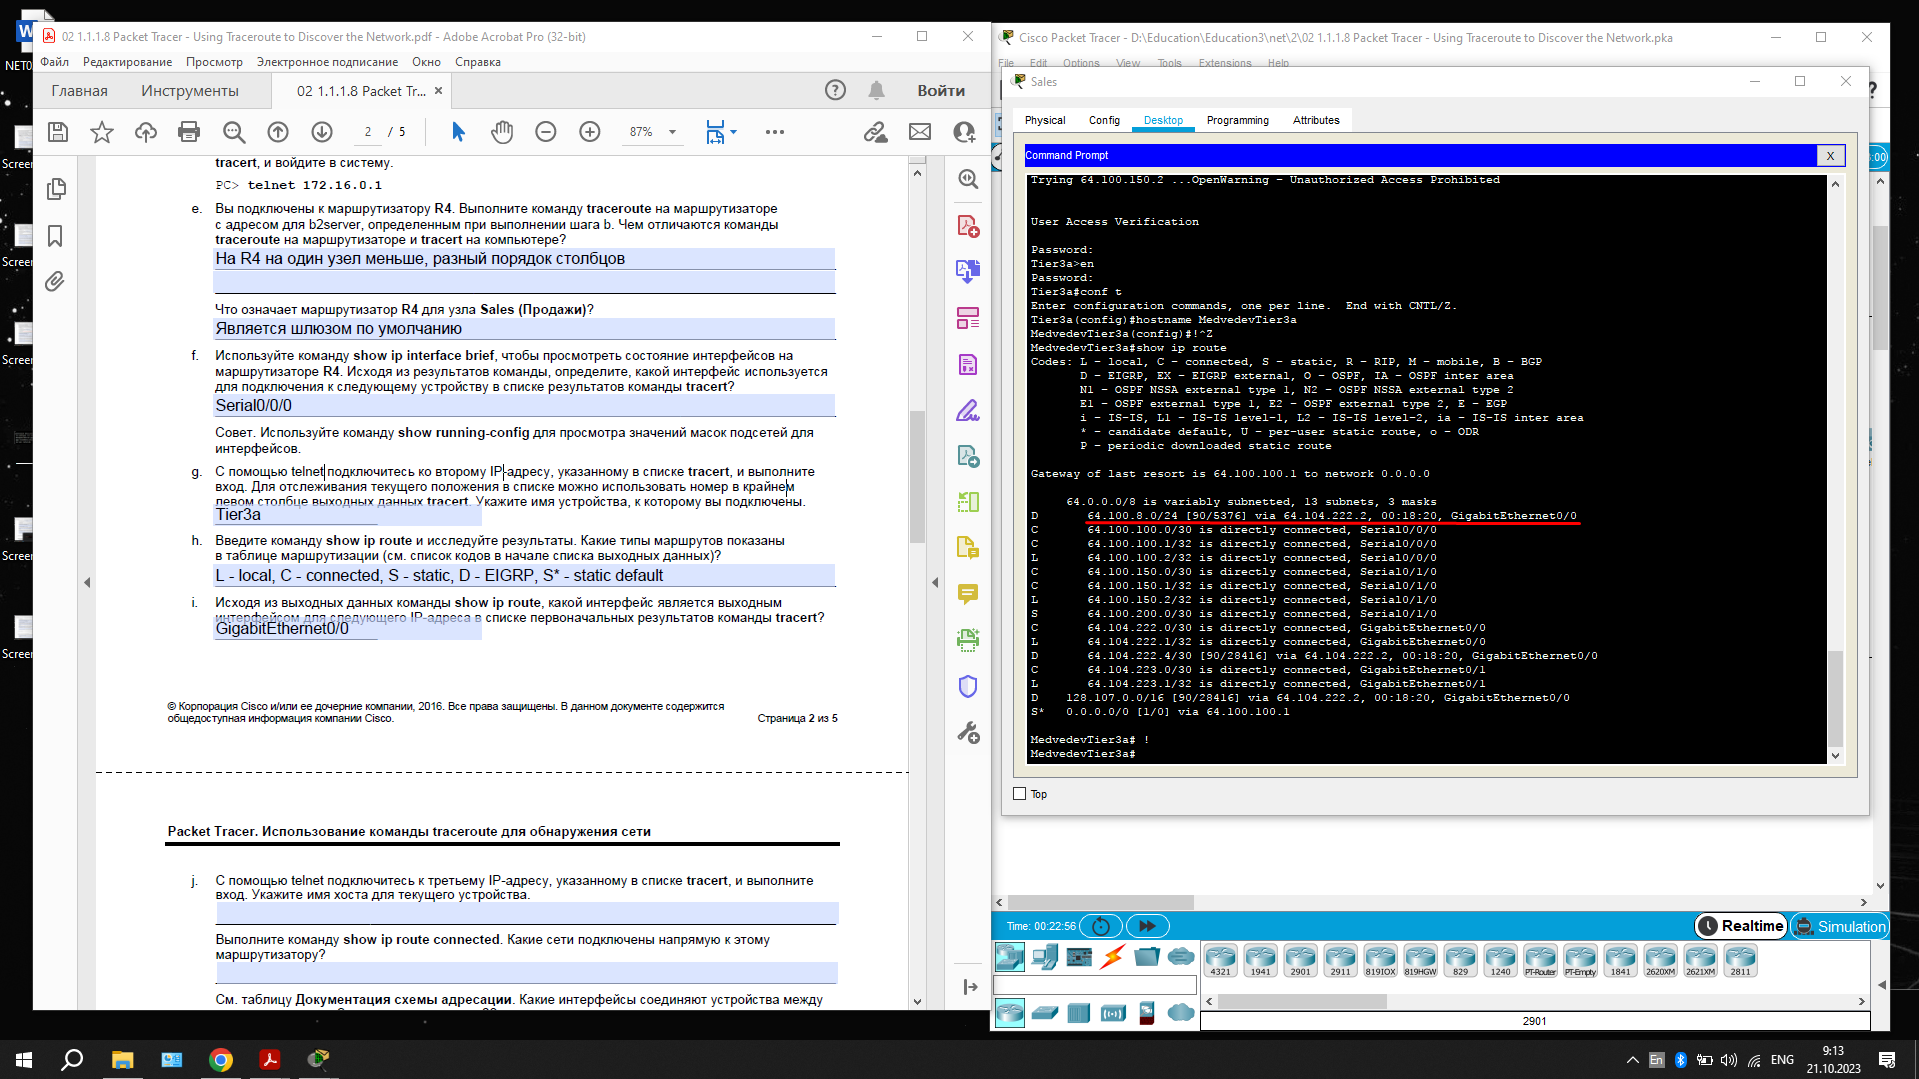 NET0
Screen
Screen
Screen
Screen
Screen
Screen
02 1.1.1.8 Packet Tracer - Using Traceroute to Discover the Network.pdf - Adobe Acrobat Pro (32-bit)
Файл Редактирование Просмотр Электронное подписание Окно Справка
Главная Инструменты 02 1.1.1.8 Packet Tr... × Войти
2 / 5 87%
tracert, и войдите в систему.
PC> telnet 172.16.0.1
e. Вы подключены к маршрутизатору R4. Выполните команду traceroute на маршрутизаторе
с адресом для b2server, определенным при выполнении шага b. Чем отличаются команды
traceroute на маршрутизаторе и tracert на компьютере?
На R4 на один узел меньше, разный порядок столбцов
Что означает маршрутизатор R4 для узла Sales (Продажи)?
Является шлюзом по умолчанию
f. Используйте команду show ip interface brief, чтобы просмотреть состояние интерфейсов на
маршрутизаторе R4. Исходя из результатов команды, определите, какой интерфейс используется
для подключения к следующему устройству в списке результатов команды tracert?
Serial0/0/0
Совет. Используйте команду show running-config для просмотра значений масок подсетей для
интерфейсов.
g. С помощью telnet подключитесь ко второму IP-адресу, указанному в списке tracert, и выполните
вход. Для отслеживания текущего положения в списке можно использовать номер в крайнем
левом столбце выходных данных tracert. Укажите имя устройства, к которому вы подключены.
Tier3a
h. Введите команду show ip route и исследуйте результаты. Какие типы маршрутов показаны
в таблице маршрутизации (см. список кодов в начале списка выходных данных)?
L - local, C - connected, S - static, D - EIGRP, S* - static default
i. Исходя из выходных данных команды show ip route, какой интерфейс является выходным
интерфейсом для следующего IP-адреса в списке первоначальных результатов команды tracert?
GigabitEthernet0/0
© Корпорация Cisco и/или ее дочерние компании, 2016. Все права защищены. В данном документе содержится
общедоступная информация компании Cisco. Страница 2 из 5
Packet Tracer. Использование команды traceroute для обнаружения сети
j. С помощью telnet подключитесь к третьему IP-адресу, указанному в списке tracert, и выполните
вход. Укажите имя хоста для текущего устройства.
Выполните команду show ip route connected. Какие сети подключены напрямую к этому
маршрутизатору?
См. таблицу Документация схемы адресации. Какие интерфейсы соединяют устройства между
Cisco Packet Tracer - D:\Education\Education3\net\2\02 1.1.1.8 Packet Tracer - Using Traceroute to Discover the Network.pka
File Edit Options View Tools Extensions Help
Sales
Physical Config Desktop Programming Attributes
Command Prompt X
Trying 64.100.150.2 ...OpenWarning - Unauthorized Access Prohibited
User Access Verification
Password:
Tier3a>en
Password:
Tier3a#conf t
Enter configuration commands, one per line.  End with CNTL/Z.
Tier3a(config)#hostname MedvedevTier3a
MedvedevTier3a(config)#!^Z
MedvedevTier3a#show ip route
Codes: L - local, C - connected, S - static, R - RIP, M - mobile, B - BGP
D - EIGRP, EX - EIGRP external, O - OSPF, IA - OSPF inter area
N1 - OSPF NSSA external type 1, N2 - OSPF NSSA external type 2
E1 - OSPF external type 1, E2 - OSPF external type 2, E - EGP
i - IS-IS, L1 - IS-IS level-1, L2 - IS-IS level-2, ia - IS-IS inter area
* - candidate default, U - per-user static route, o - ODR
P - periodic downloaded static route
Gateway of last resort is 64.100.100.1 to network 0.0.0.0
64.0.0.0/8 is variably subnetted, 13 subnets, 3 masks
D 64.100.8.0/24 [90/5376] via 64.104.222.2, 00:18:20, GigabitEthernet0/0
C 64.100.100.0/30 is directly connected, Serial0/0/0
C 64.100.100.1/32 is directly connected, Serial0/0/0
L 64.100.100.2/32 is directly connected, Serial0/0/0
C 64.100.150.0/30 is directly connected, Serial0/1/0
C 64.100.150.1/32 is directly connected, Serial0/1/0
L 64.100.150.2/32 is directly connected, Serial0/1/0
S 64.100.200.0/30 is directly connected, Serial0/1/0
C 64.104.222.0/30 is directly connected, GigabitEthernet0/0
L 64.104.222.1/32 is directly connected, GigabitEthernet0/0
D 64.104.222.4/30 [90/28416] via 64.104.222.2, 00:18:20, GigabitEthernet0/0
C 64.104.223.0/30 is directly connected, GigabitEthernet0/1
L 64.104.223.1/32 is directly connected, GigabitEthernet0/1
D 128.107.0.0/16 [90/28416] via 64.104.222.2, 00:18:20, GigabitEthernet0/0
S* 0.0.0.0/0 [1/0] via 64.100.100.1
MedvedevTier3a# !
MedvedevTier3a#
Top
Time: 00:22:56 Realtime Simulation
4321 1941 2901 2911 819IOX 819HGW 829 1240 PT-Router PT-Empty 1841 2620XM 2621XM 2811
2901
En ENG 9:13
21.10.2023